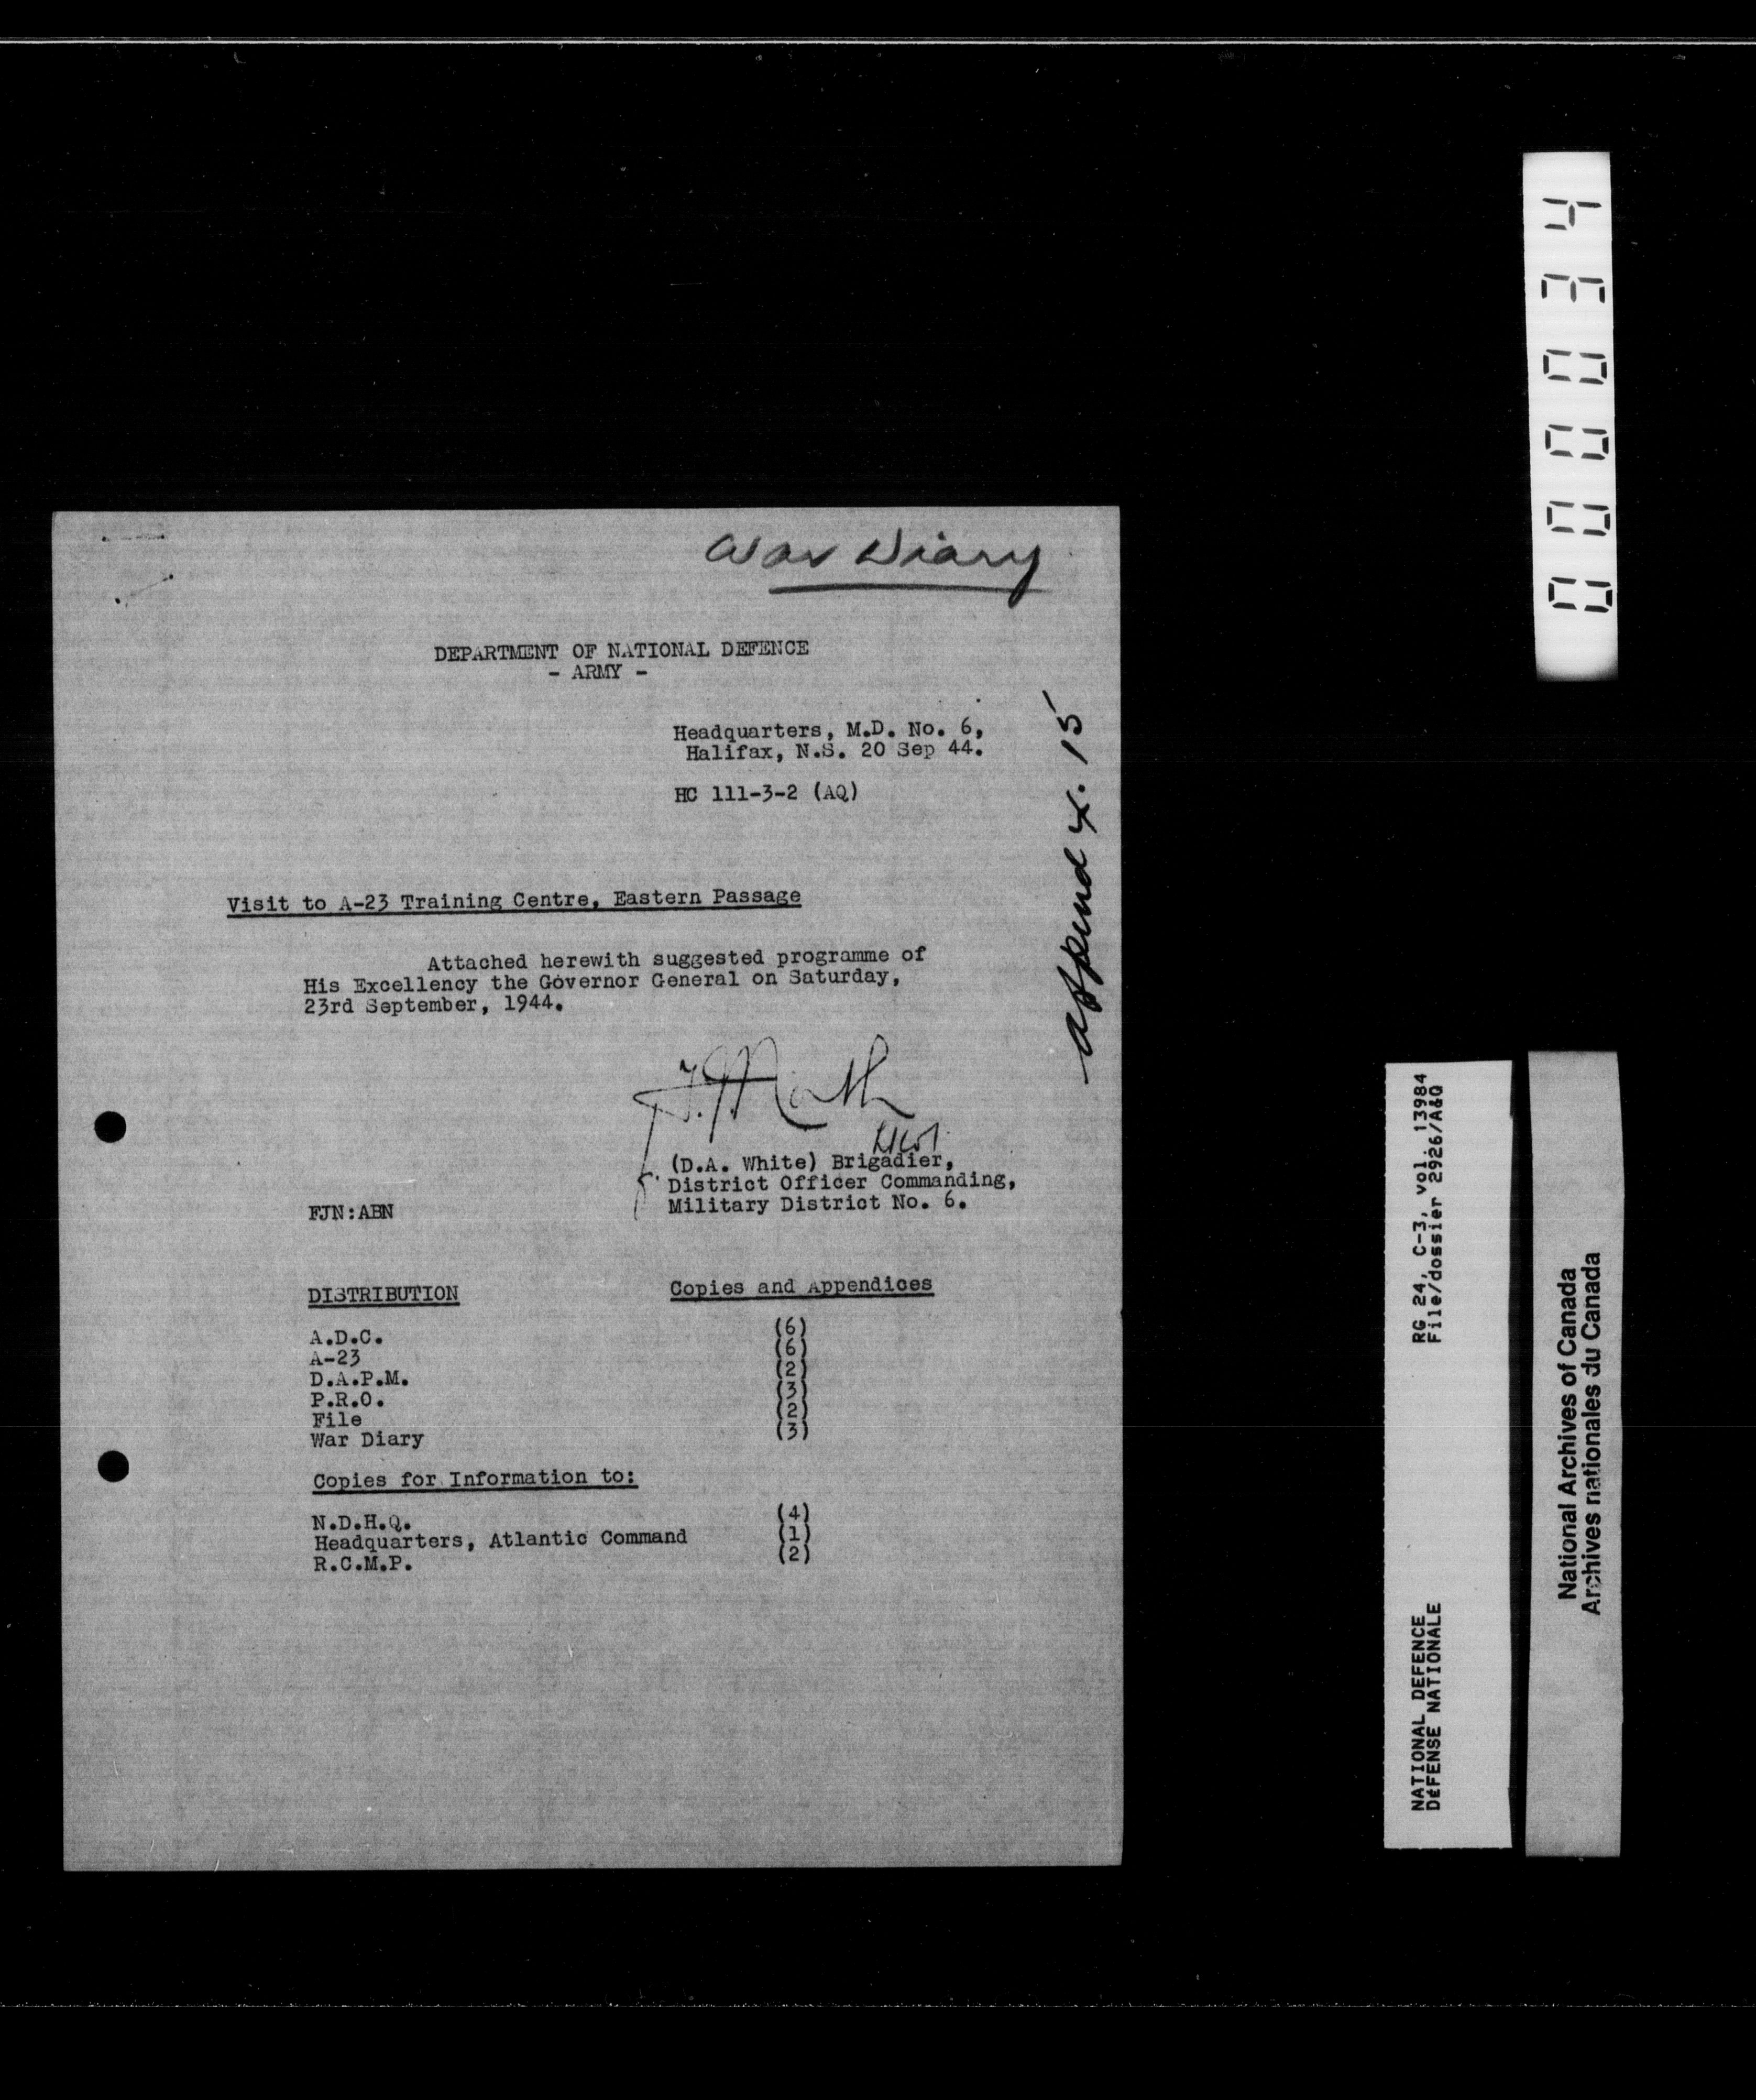 War Diary
DEPARTMENT OF NATIONAL DEFENCE
- ARMY -
Headquarters, M.D. No. 6,
Halifax, N.S. 20 Sep 44.
HC 111-3-2 (AQ)
Append X. 15
Visit to A-23 Training Centre, Eastern Passage
Attached herewith suggested programme of
His Excellency the Governor General on Saturday,
23rd September, 1944.
(D.A. White) Brigadier,
District Officer Commanding,
Military District No. 6.
FJN:ABN
DISTRIBUTION Copies and Appendices
A.D.C. (6)
A-23 (6)
D.A.P.M. (2)
P.R.O. (3)
File (2)
War Diary (3)
Copies for Information to:
N.D.H.Q. (4)
Headquarters, Atlantic Command (1)
R.C.M.P. (2)
000034
NATIONAL DEFENCE RG 24, C-3, vol. 13984
DÉFENSE NATIONALE File/dossier 2926/A&Q
National Archives of Canada
Archives nationales du Canada